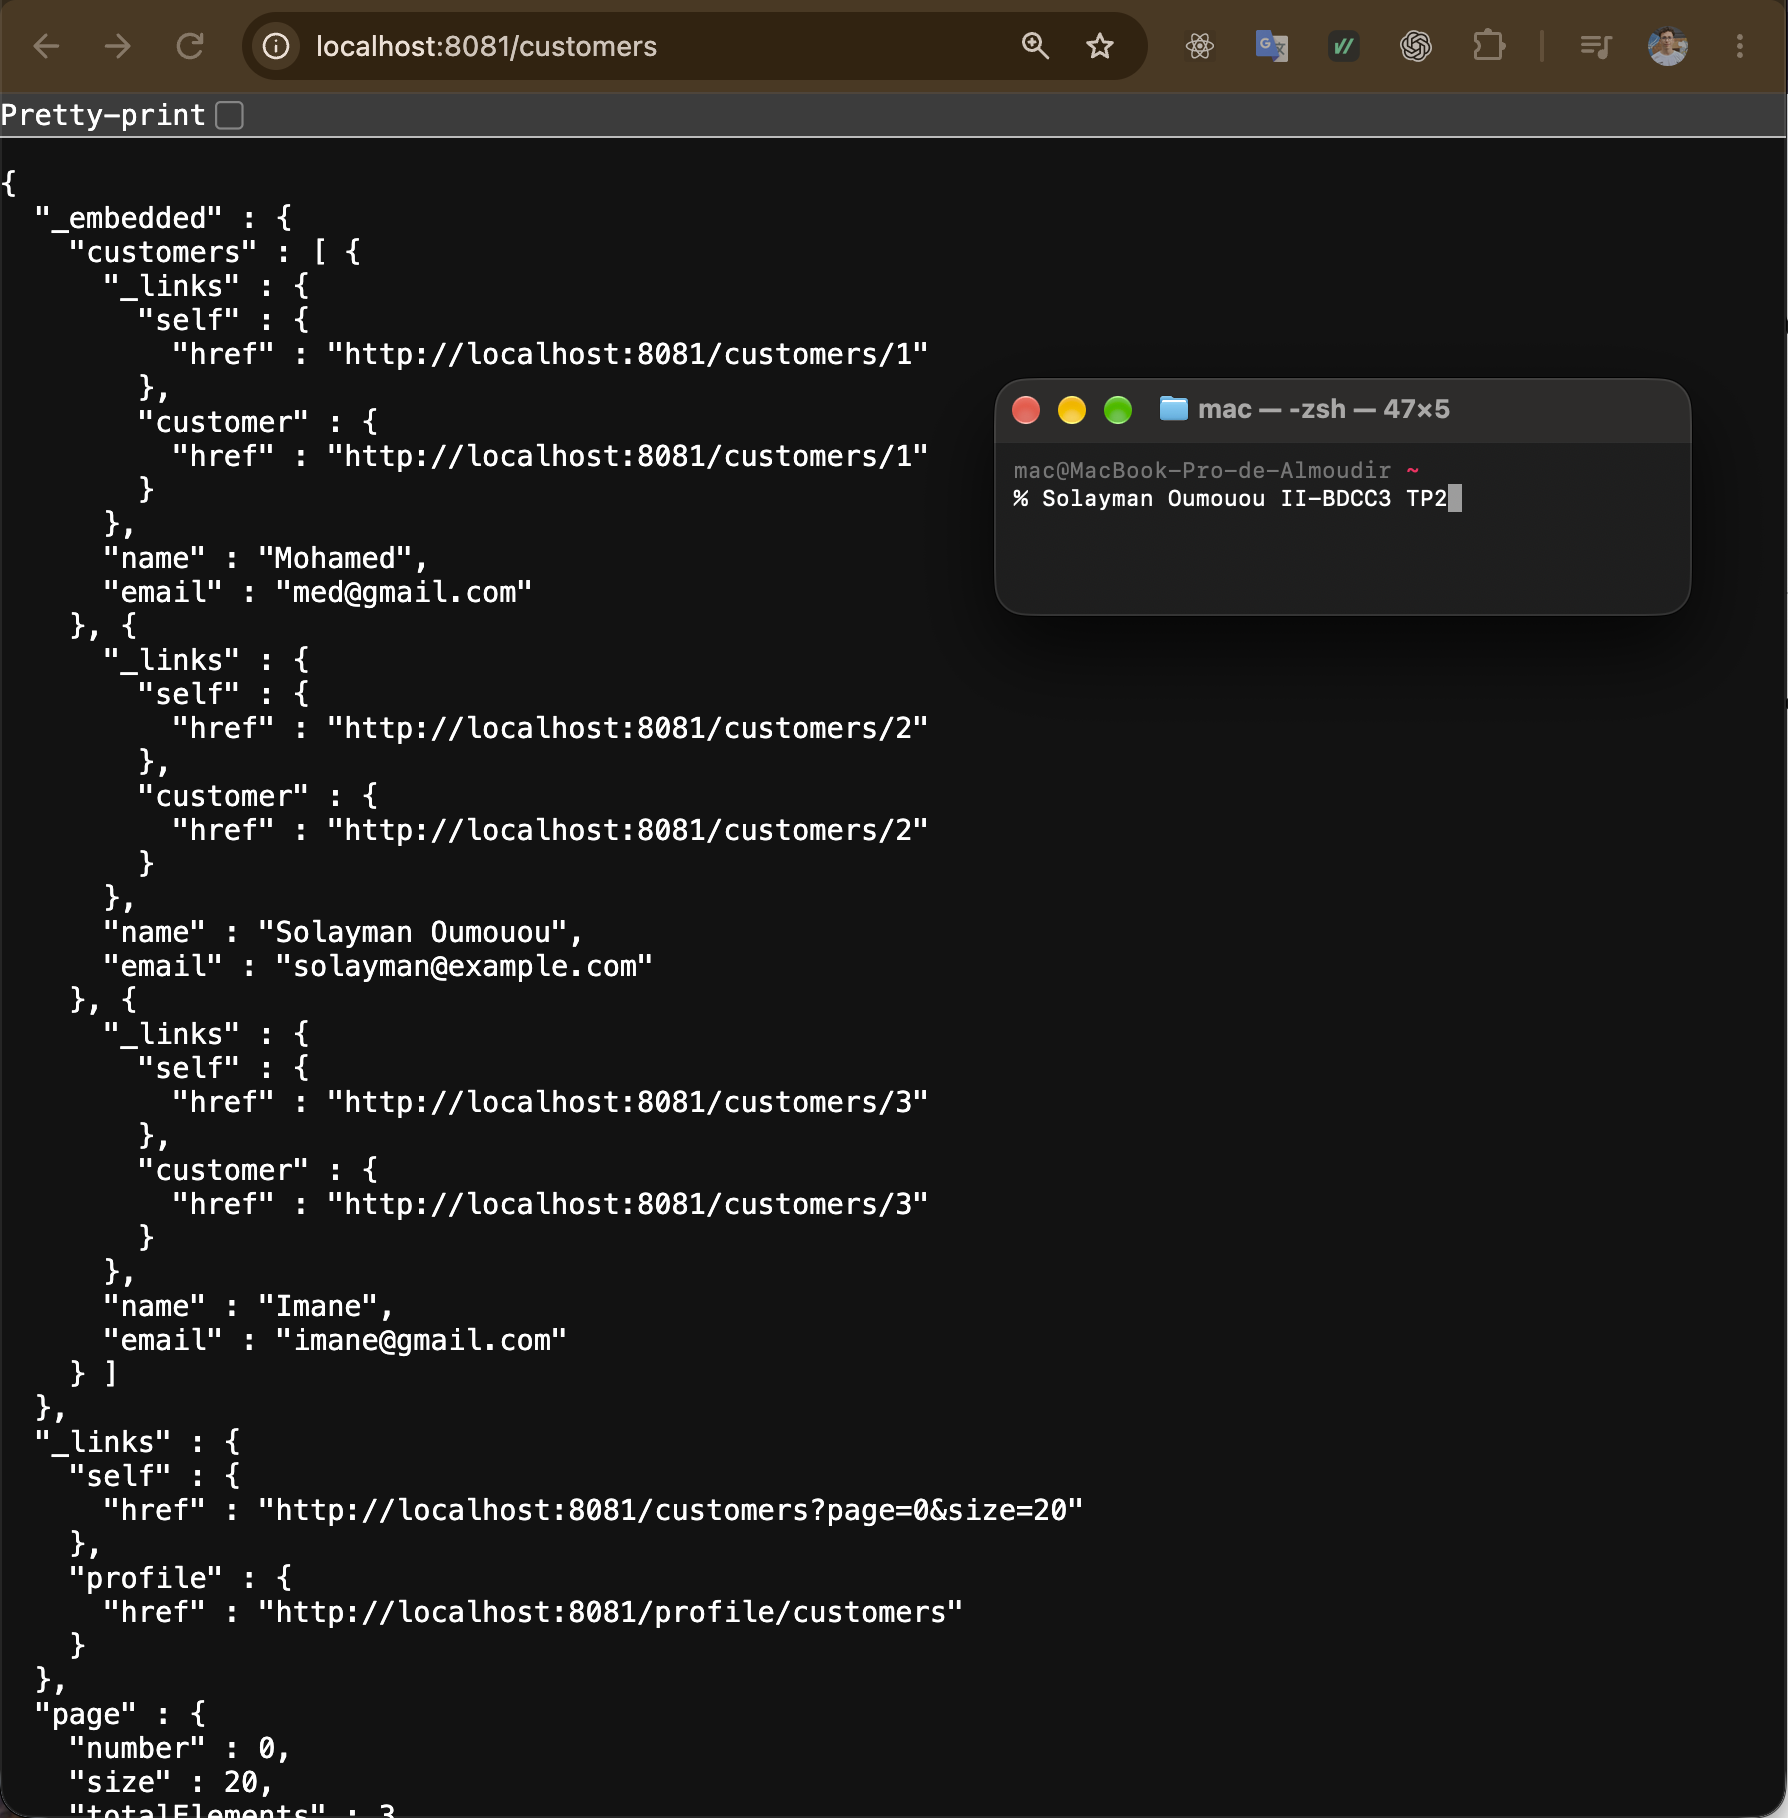 localhost:8081/customers
Pretty-print
{
  "_embedded" : {
    "customers" : [ {
      "_links" : {
        "self" : {
          "href" : "http://localhost:8081/customers/1"
        },
        "customer" : {
          "href" : "http://localhost:8081/customers/1"
        }
      },
      "name" : "Mohamed",
      "email" : "med@gmail.com"
    }, {
      "_links" : {
        "self" : {
          "href" : "http://localhost:8081/customers/2"
        },
        "customer" : {
          "href" : "http://localhost:8081/customers/2"
        }
      },
      "name" : "Solayman Oumouou",
      "email" : "solayman@example.com"
    }, {
      "_links" : {
        "self" : {
          "href" : "http://localhost:8081/customers/3"
        },
        "customer" : {
          "href" : "http://localhost:8081/customers/3"
        }
      },
      "name" : "Imane",
      "email" : "imane@gmail.com"
    } ]
  },
  "_links" : {
    "self" : {
      "href" : "http://localhost:8081/customers?page=0&size=20"
    },
    "profile" : {
      "href" : "http://localhost:8081/profile/customers"
    }
  },
  "page" : {
    "number" : 0,
    "size" : 20,
    "totalElements" : 3
mac — -zsh — 47×5
mac@MacBook-Pro-de-Almoudir ~
% Solayman Oumouou II-BDCC3 TP2